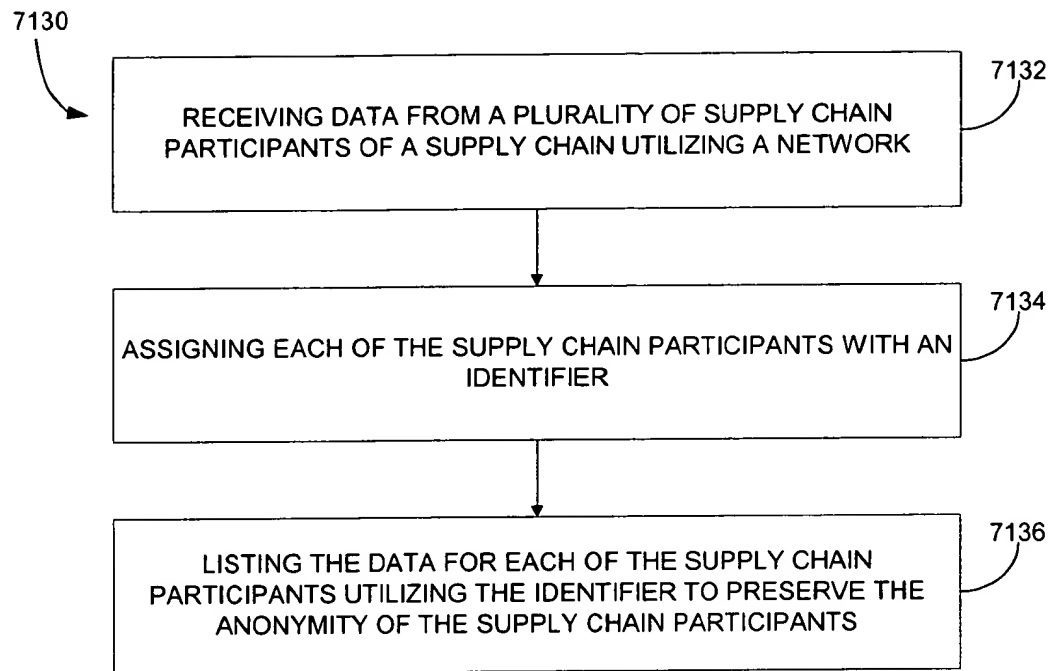 7130
7132
RECEIVING DATA FROM A PLURALITY OF SUPPLY CHAIN
PARTICIPANTS OF A SUPPLY CHAIN UTILIZING A NETWORK
7134
ASSIGNING EACH OF THE SUPPLY CHAIN PARTICIPANTS WITH AN
IDENTIFIER
7136
LISTING THE DATA FOR EACH OF THE SUPPLY CHAIN
PARTICIPANTS UTILIZING THE IDENTIFIER TO PRESERVE THE
ANONYMITY OF THE SUPPLY CHAIN PARTICIPANTS